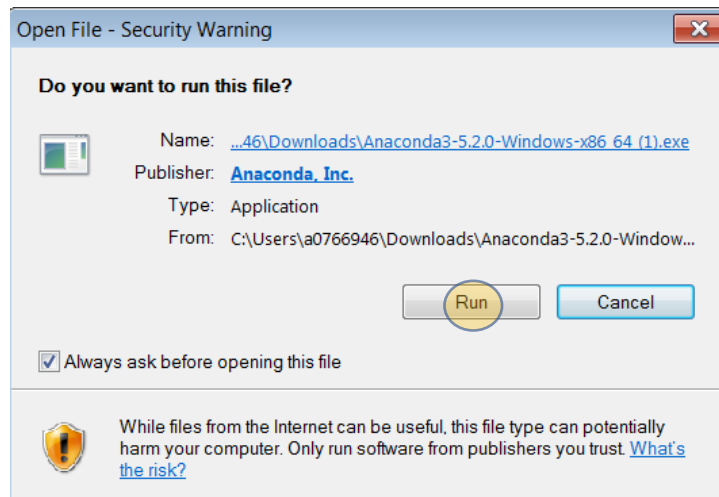 Open File - Security Warning
Do you want to run this file?
Name: ...46\Downloads\Anaconda3-5.2.0-Windows-x86 64 (1).exe
Publisher: Anaconda, Inc.
Type: Application
From: C:\Users\a0766946\Downloads\Anaconda3-5.2.0-Window...
Run Cancel
Always ask before opening this file
While files from the Internet can be useful, this file type can potentially
harm your computer. Only run software from publishers you trust. What's
the risk?